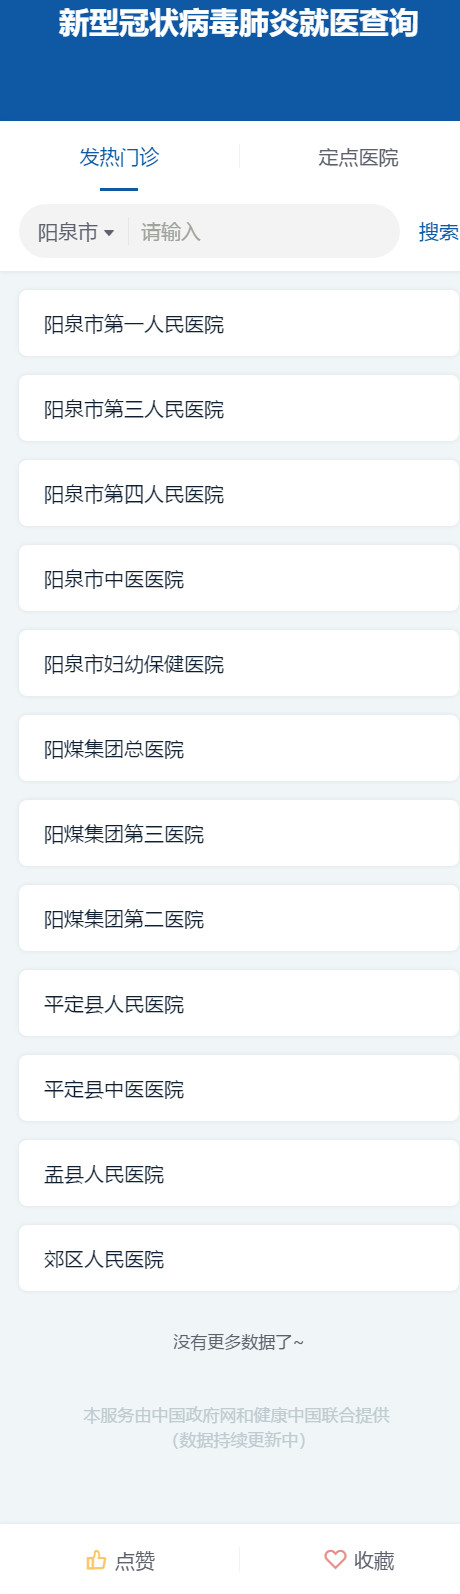 新型冠状病毒肺炎就医查询
发热门诊 定点医院
阳泉市 请输入 搜索
阳泉市第一人民医院
阳泉市第三人民医院
阳泉市第四人民医院
阳泉市中医医院
阳泉市妇幼保健医院
阳煤集团总医院
阳煤集团第三医院
阳煤集团第二医院
平定县人民医院
平定县中医医院
盂县人民医院
郊区人民医院
没有更多数据了~
本服务由中国政府网和健康中国联合提供
（数据持续更新中）
点赞 收藏